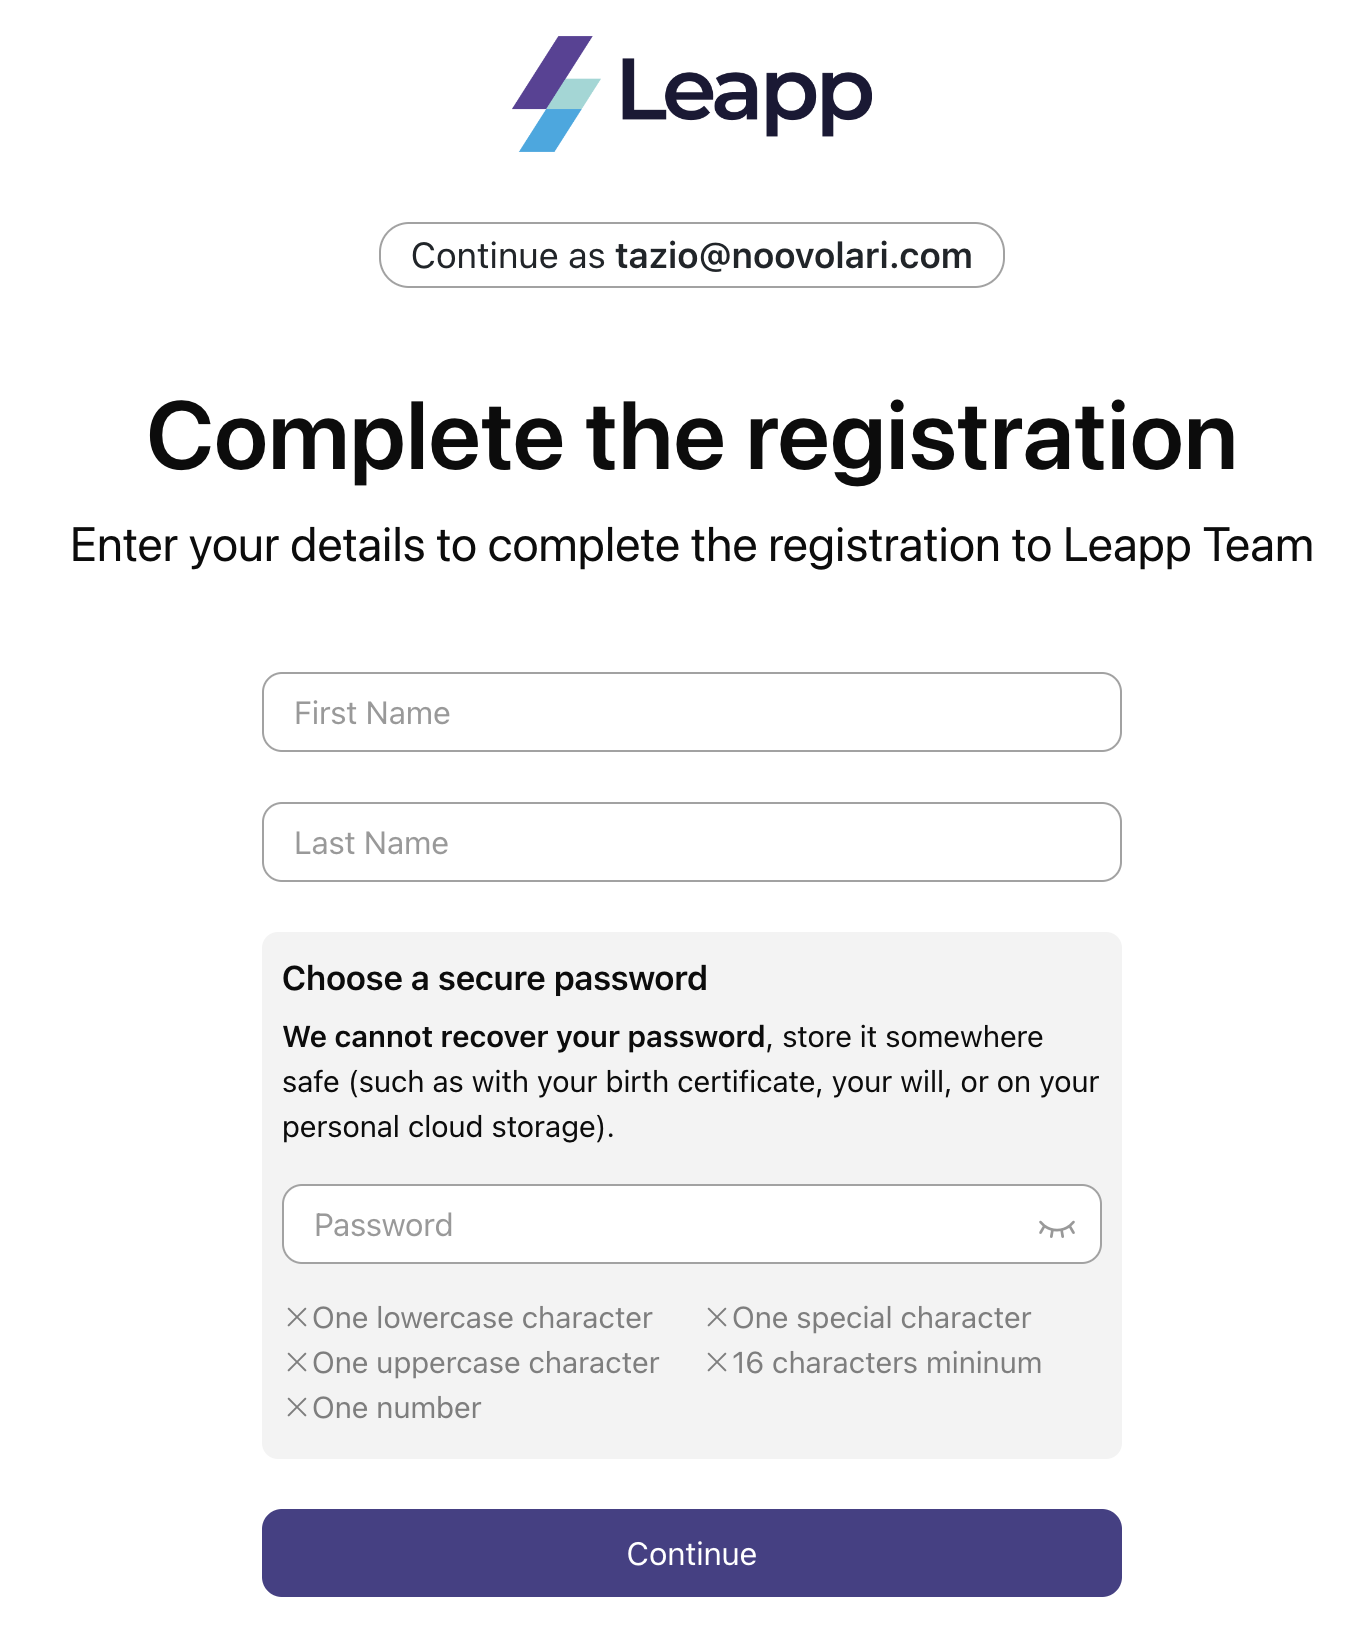 Leapp
Continue as tazio@noovolari.com
Complete the registration
Enter your details to complete the registration to Leapp Team
First Name
Last Name
Choose a secure password
We cannot recover your password, store it somewhere
safe (such as with your birth certificate, your will, or on your
personal cloud storage).
Password
One lowercase character
One uppercase character
One number
One special character
16 characters mininum
Continue